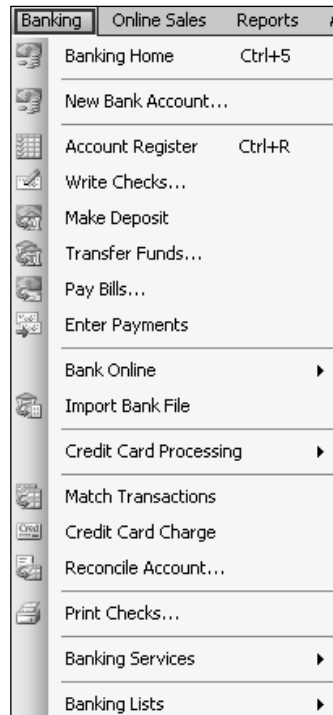 Banking Online Sales Reports
Banking Home Ctrl+5
New Bank Account...
Account Register Ctrl+R
Write Checks...
Make Deposit
Transfer Funds...
Pay Bills...
Enter Payments
Bank Online
Import Bank File
Credit Card Processing
Match Transactions
Credit Card Charge
Reconcile Account...
Print Checks...
Banking Services
Banking Lists